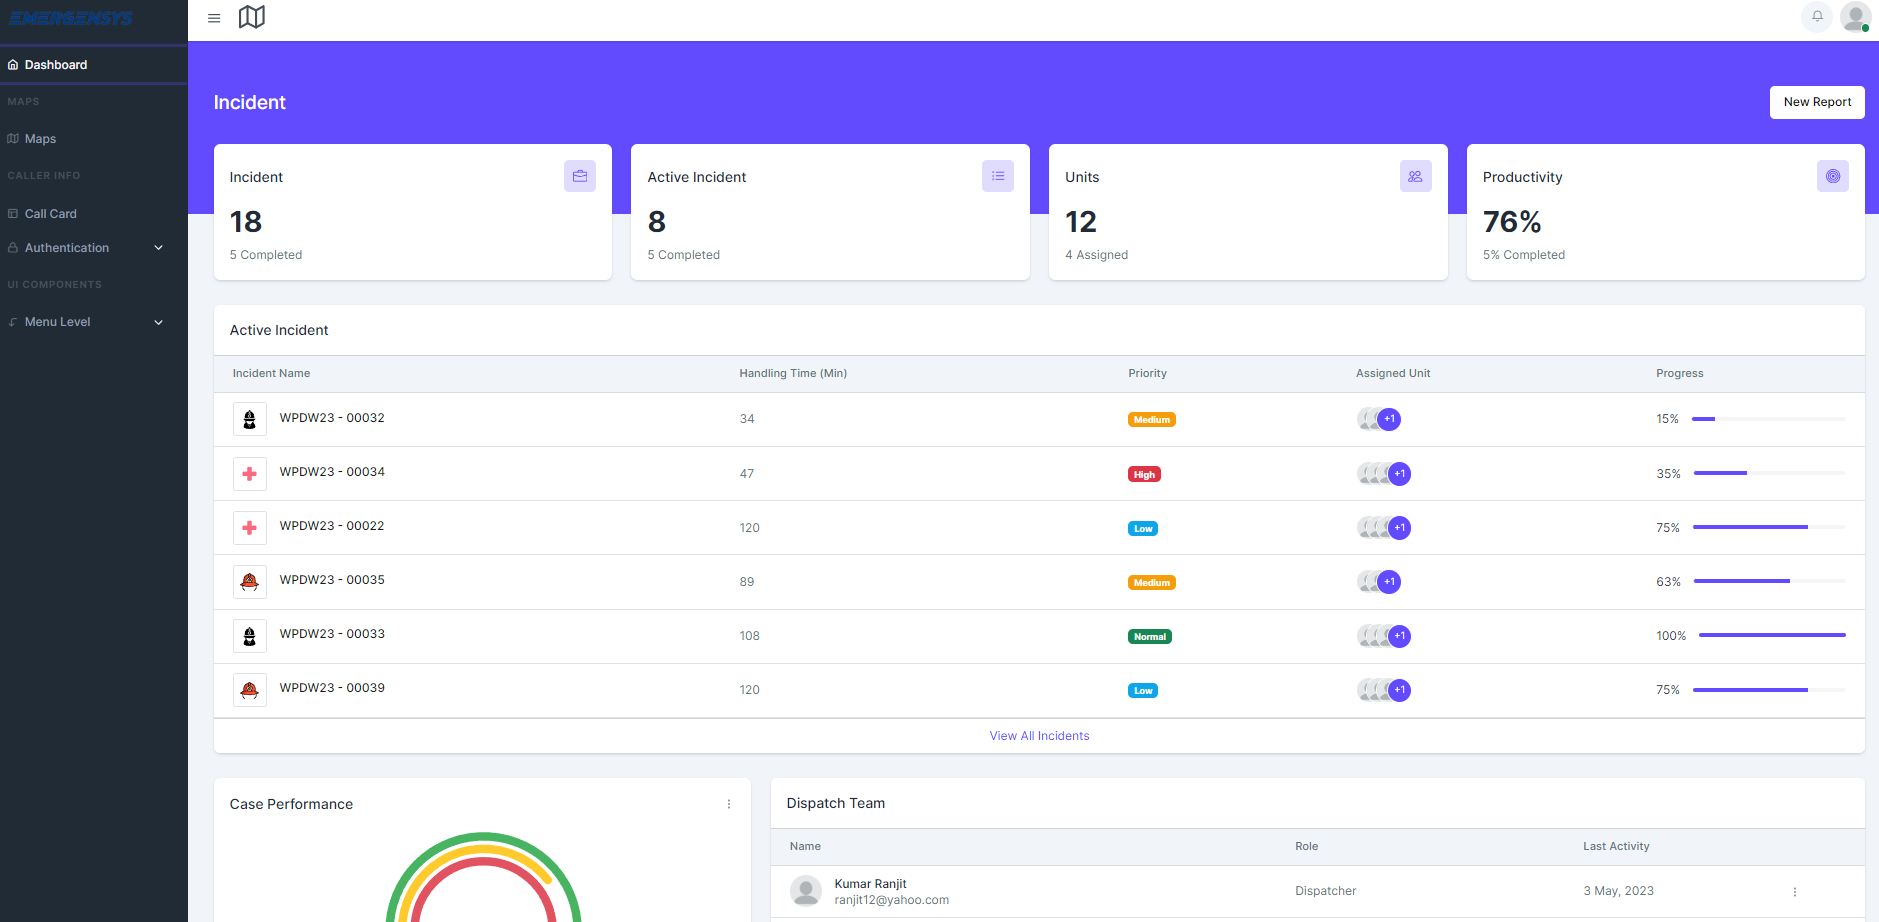 EMERGENSYS
Dashboard
MAPS
Maps
CALLER INFO
Call Card
Authentication
UI COMPONENTS
Menu Level
Incident
New Report
Incident
18
5 Completed
Active Incident
8
5 Completed
Units
12
4 Assigned
Productivity
76%
5% Completed
Active Incident
Incident Name Handling Time (Min) Priority Assigned Unit Progress
WPDW23 - 00032 34 Medium +1 15%
WPDW23 - 00034 47 High +1 35%
WPDW23 - 00022 120 Low +1 75%
WPDW23 - 00035 89 Medium +1 63%
WPDW23 - 00033 108 Normal +1 100%
WPDW23 - 00039 120 Low +1 75%
View All Incidents
Case Performance
Dispatch Team
Name Role Last Activity
Kumar Ranjit
ranjit12@yahoo.com
Dispatcher 3 May, 2023